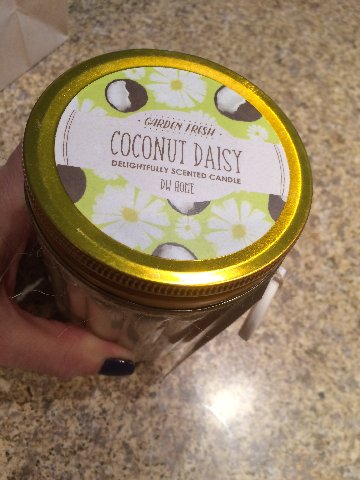 GARDEN FRESH
COCONUT DAISY
DELIGHTFULLY SCENTED CANDLE
DW HOME